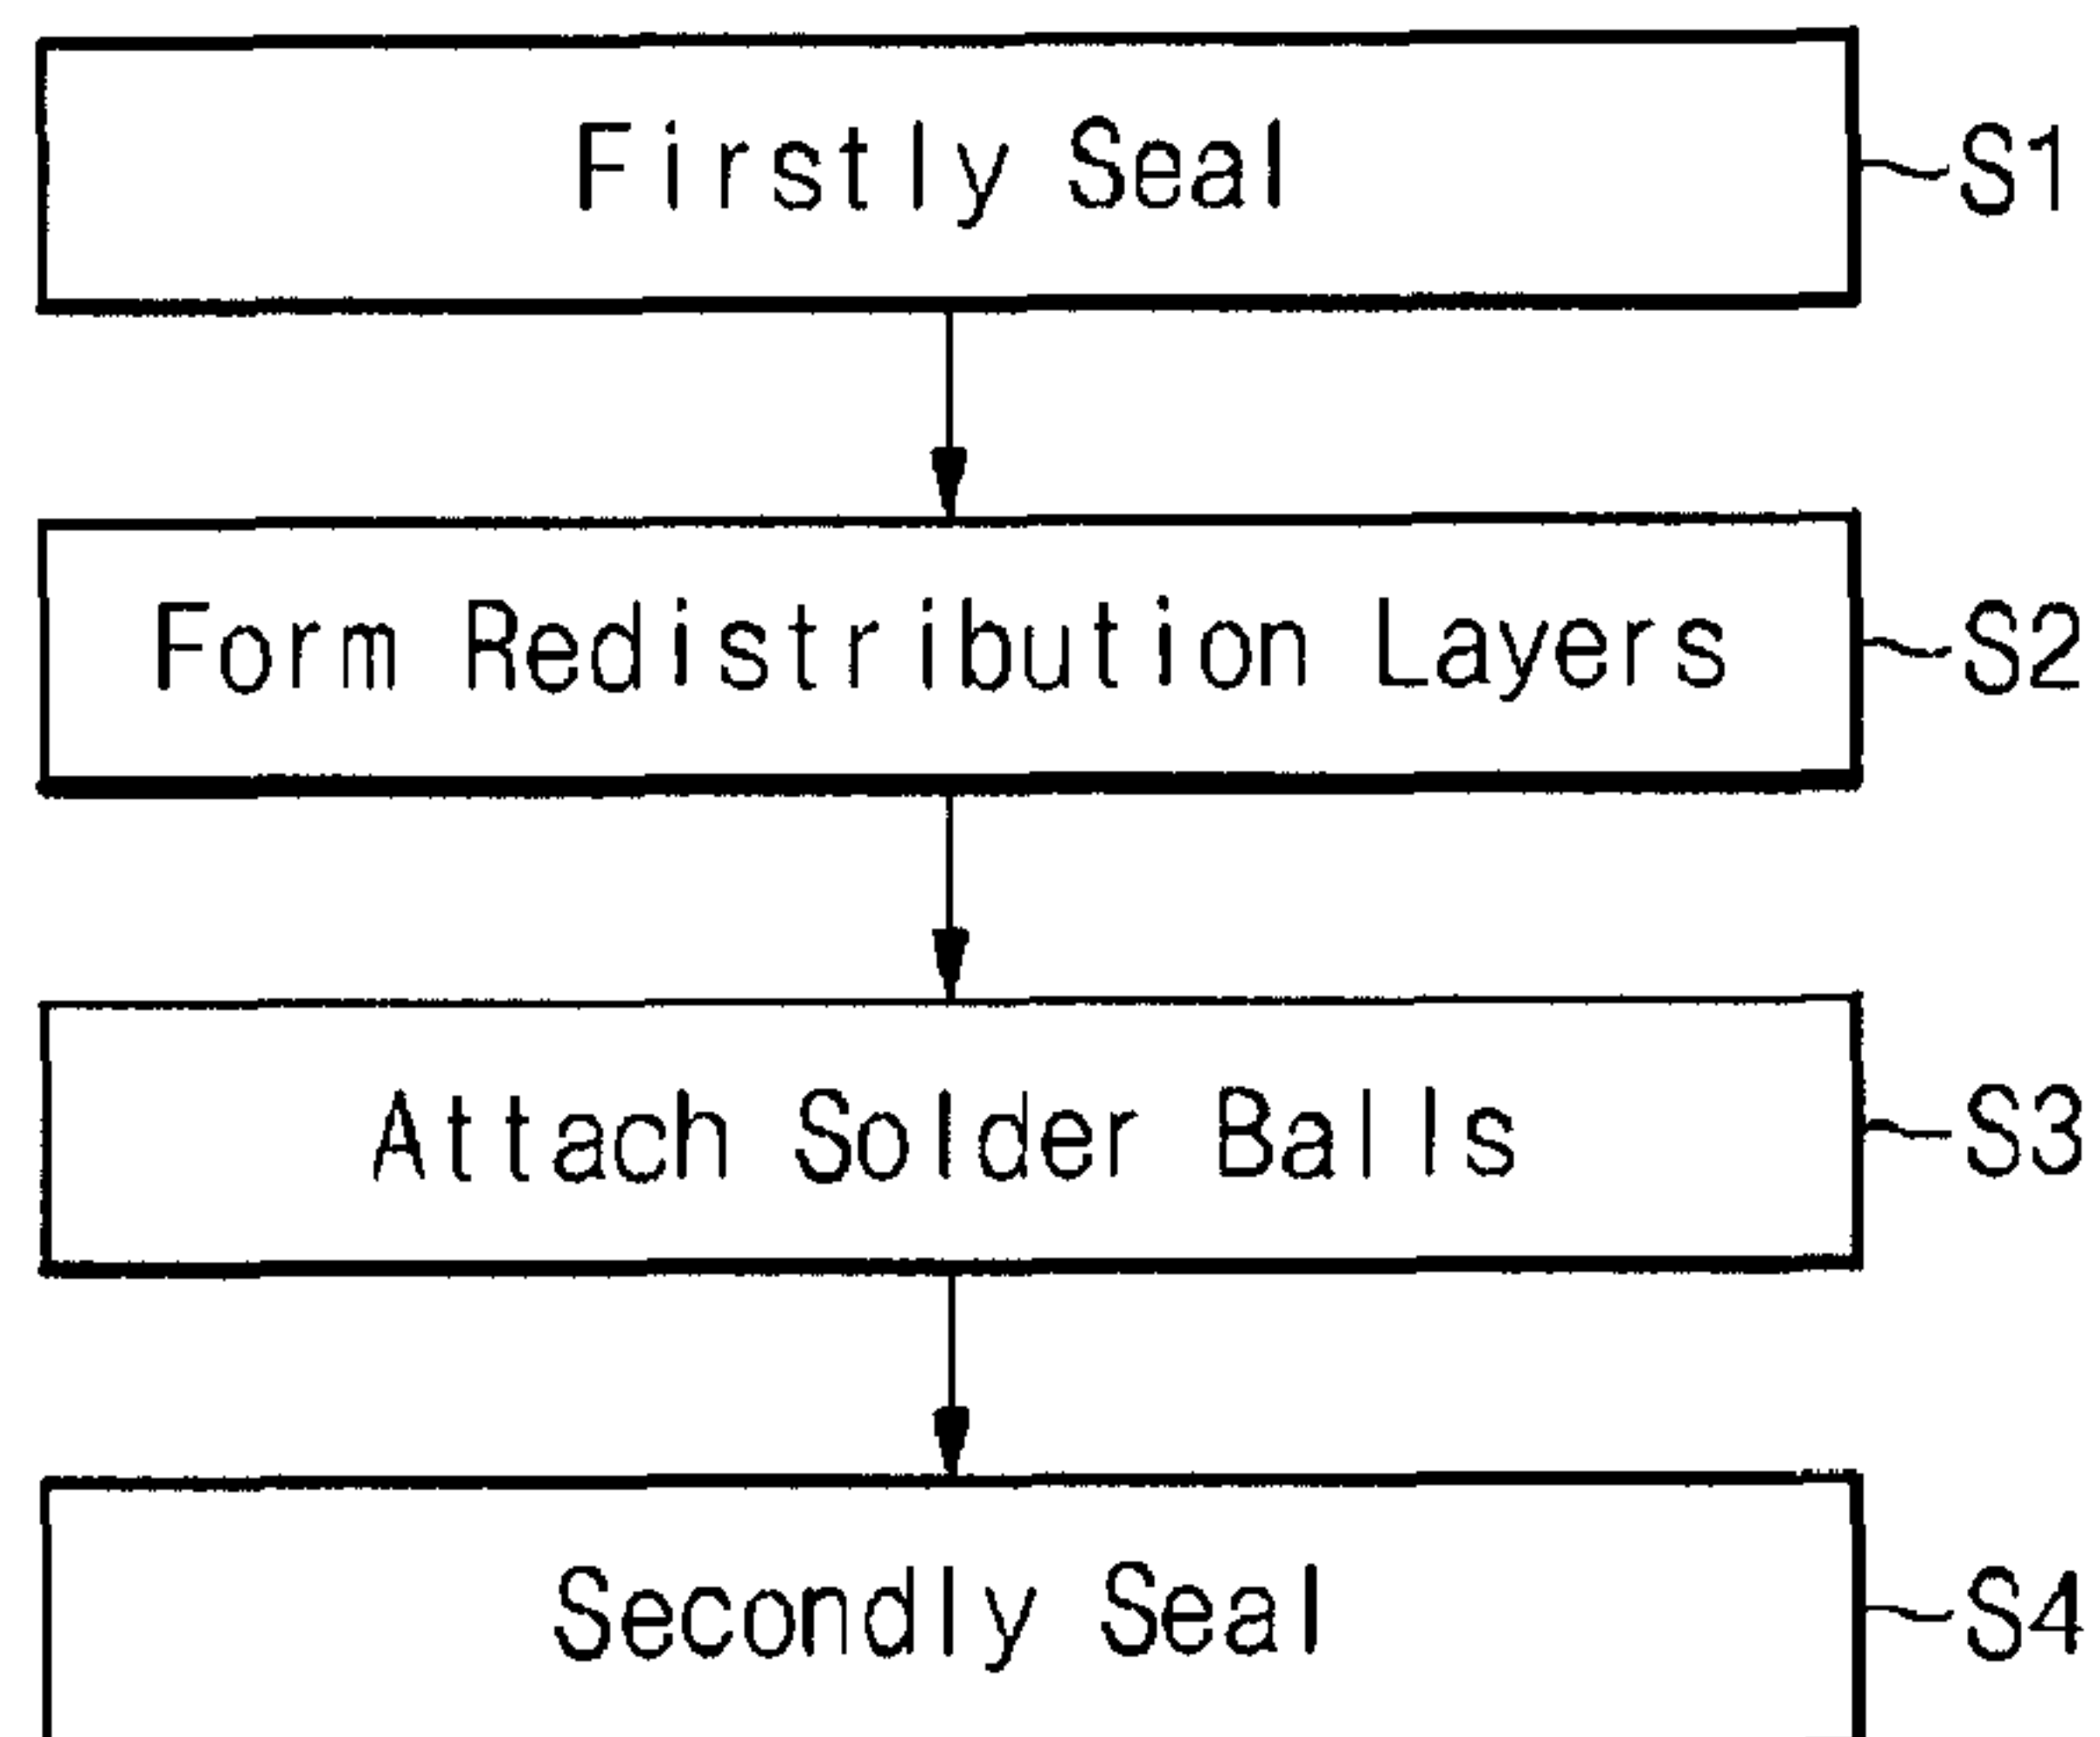 Firstly Seal S1
Form Redistribution Layers S2
Attach Solder Balls S3
Secondly Seal S4